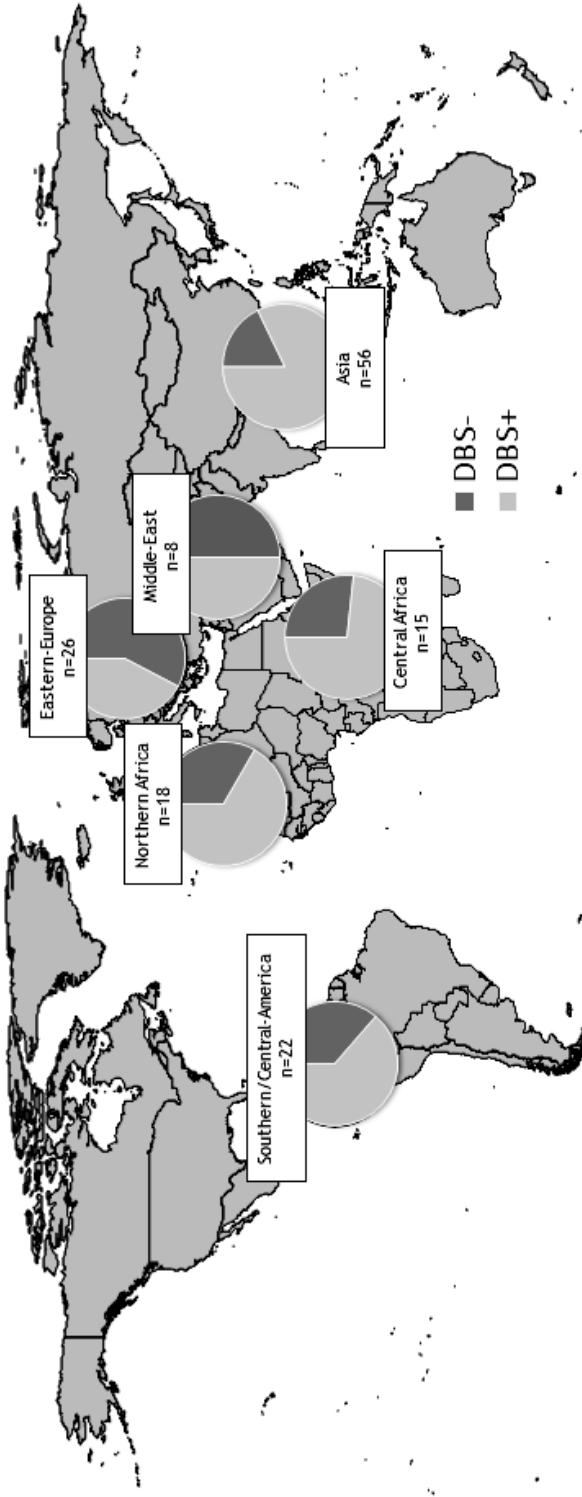 Eastern-Europe
n=26
Middle-East
n=8
Northern Africa
n=18
Asia
n=56
Southern/Central-America
n=22
Central Africa
n=15
DBS-
DBS+